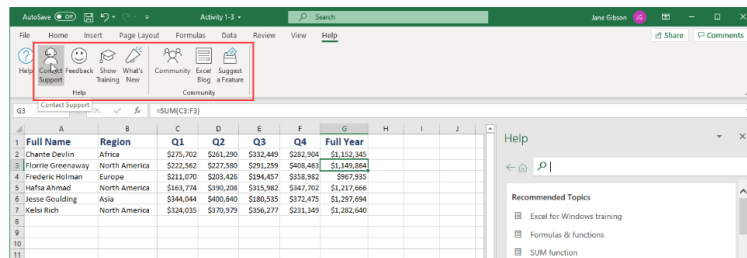 AutoSave Off Activity 1-3 Search Jane Gibson JG
File Home Insert Page Layout Formulas Data Review View Help Share Comments
Help Contact Support Feedback Show Training What's New Community Excel Blog Suggest a Feature
Help Community
Contact Support
G3 fx =SUM(C3:F3)
A B C D E F G H I J
1 Full Name Region Q1 Q2 Q3 Q4 Full Year
2 Chante Devlin Africa $275,702 $261,290 $332,449 $282,904 $1,152,345
3 Florrie Greenaway North America $222,562 $227,580 $291,259 $408,463 $1,149,864
4 Frederic Holman Europe $211,070 $203,426 $194,457 $358,982 $967,935
5 Hafsa Ahmad North America $163,774 $390,208 $315,982 $347,702 $1,217,666
6 Jesse Goulding Asia $344,044 $400,640 $180,535 $372,475 $1,297,694
7 Kelsi Rich North America $324,035 $370,979 $356,277 $231,349 $1,282,640
8
9
10
11
Help
Recommended Topics
Excel for Windows training
Formulas & functions
SUM function